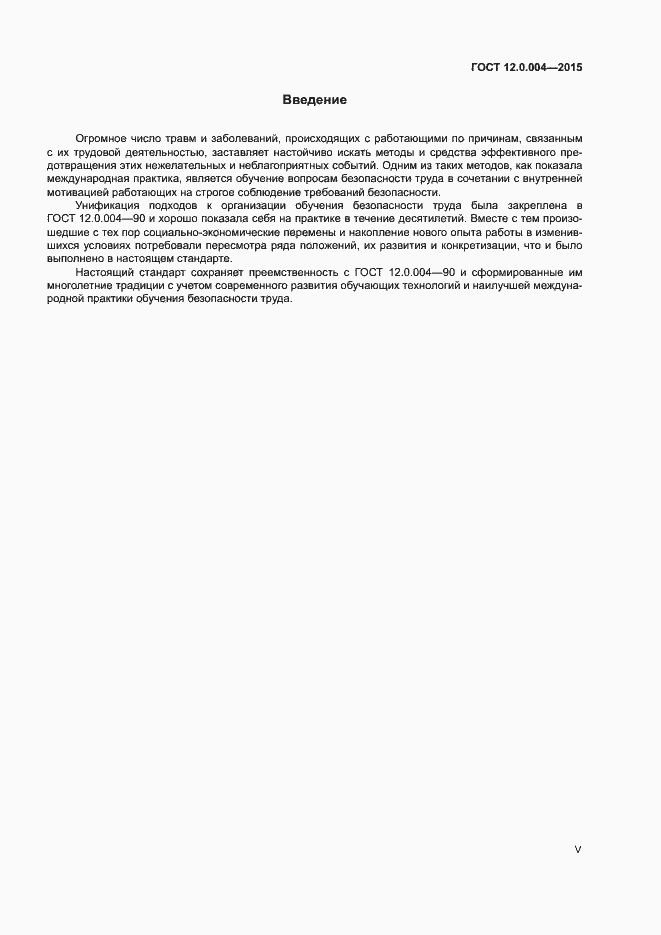 ГОСТ 12.0.004—2015
Введение
Огромное число травм и заболеваний, происходящих с работающими по причинам, связанным
с их трудовой деятельностью, заставляет настойчиво искать методы и средства эффективного пре-
дотвращения этих нежелательных и неблагоприятных событий. Одним из таких методов, как показала
международная практика, является обучение вопросам безопасности труда в сочетании с внутренней
мотивацией работающих на строгое соблюдение требований безопасности.
Унификация подходов к организации обучения безопасности труда была закреплена в
ГОСТ 12.0.004—90 и хорошо показала себя на практике в течение десятилетий. Вместе с тем произо-
шедшие с тех пор социально-экономические перемены и накопление нового опыта работы в изменив-
шихся условиях потребовали пересмотра ряда положений, их развития и конкретизации, что и было
выполнено в настоящем стандарте.
Настоящий стандарт сохраняет преемственность с ГОСТ 12.0.004—90 и сформированные им
многолетние традиции с учетом современного развития обучающих технологий и наилучшей междуна-
родной практики обучения безопасности труда.
V